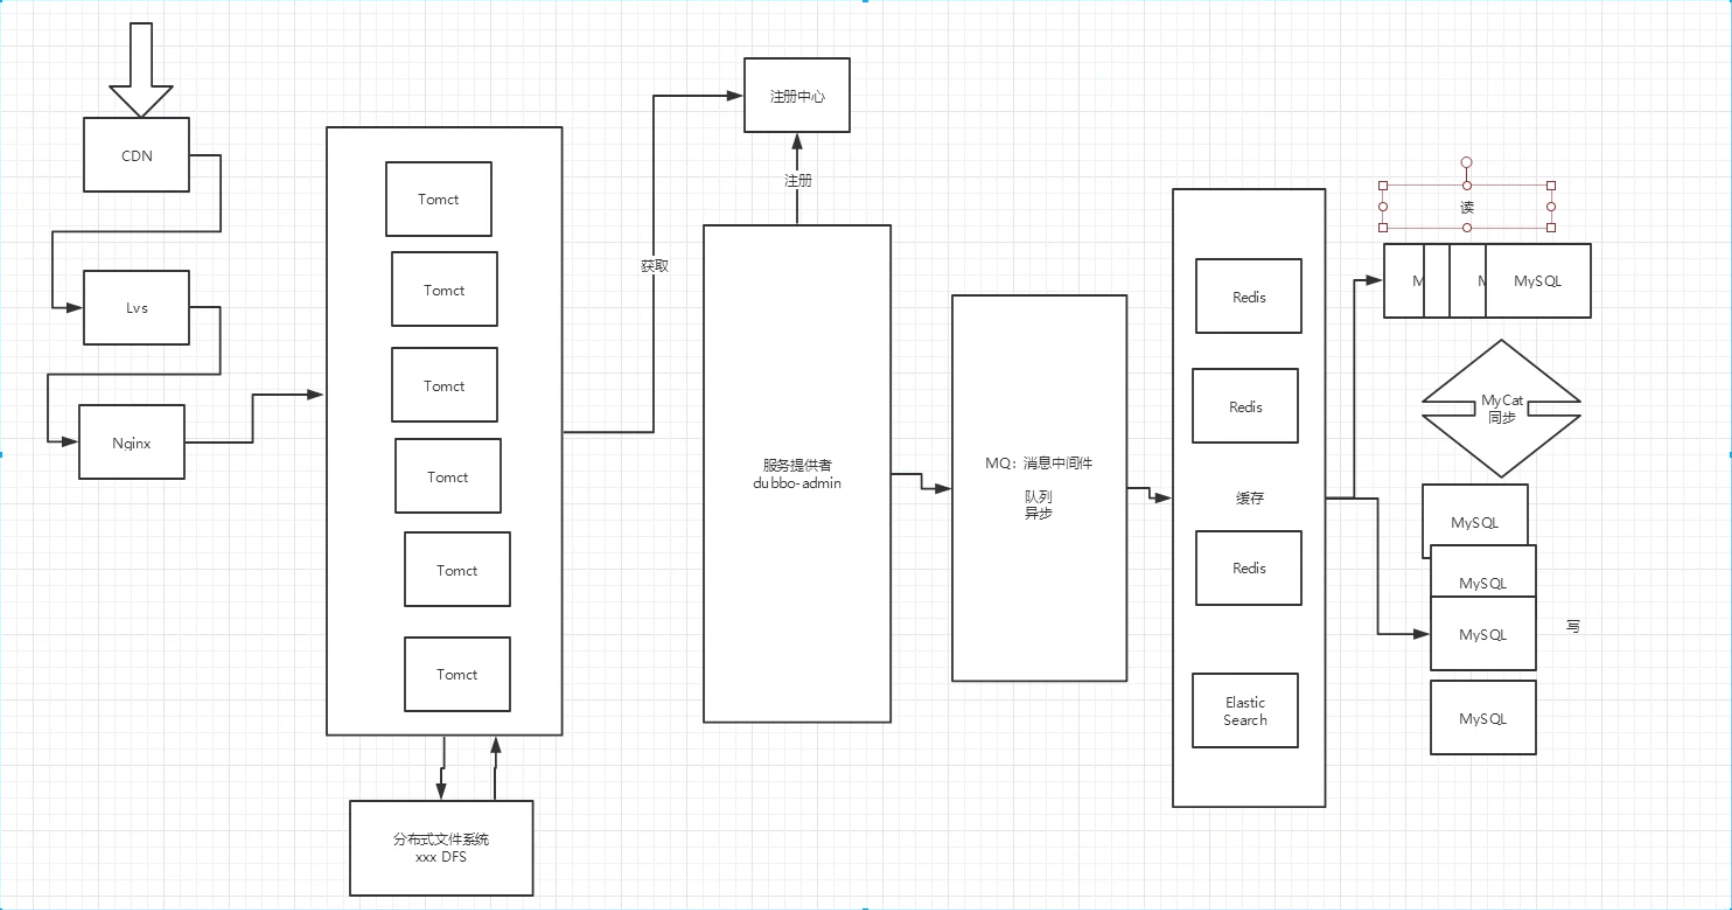 CDN
Lvs
Nginx
Tomct
Tomct
Tomct
Tomct
Tomct
Tomct
分布式文件系统
xxx DFS
获取
注册中心
注册
服务提供者
dubbo-admin
MQ：消息中间件
队列
异步
Redis
Redis
缓存
Redis
Elastic
Search
读
MySQL
MyCat
同步
MySQL
MySQL
MySQL
写
MySQL